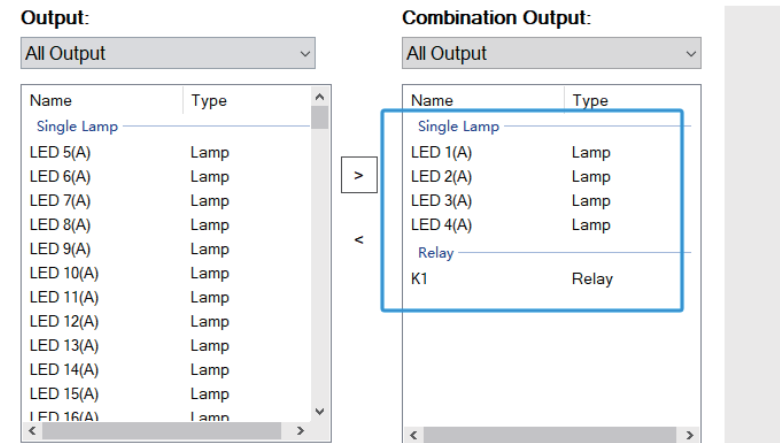 Output:
All Output
Name Type
Single Lamp
LED 5(A) Lamp
LED 6(A) Lamp
LED 7(A) Lamp
LED 8(A) Lamp
LED 9(A) Lamp
LED 10(A) Lamp
LED 11(A) Lamp
LED 12(A) Lamp
LED 13(A) Lamp
LED 14(A) Lamp
LED 15(A) Lamp
LED 16(A) Lamp
>
<
Combination Output:
All Output
Name Type
Single Lamp
LED 1(A) Lamp
LED 2(A) Lamp
LED 3(A) Lamp
LED 4(A) Lamp
Relay
K1 Relay